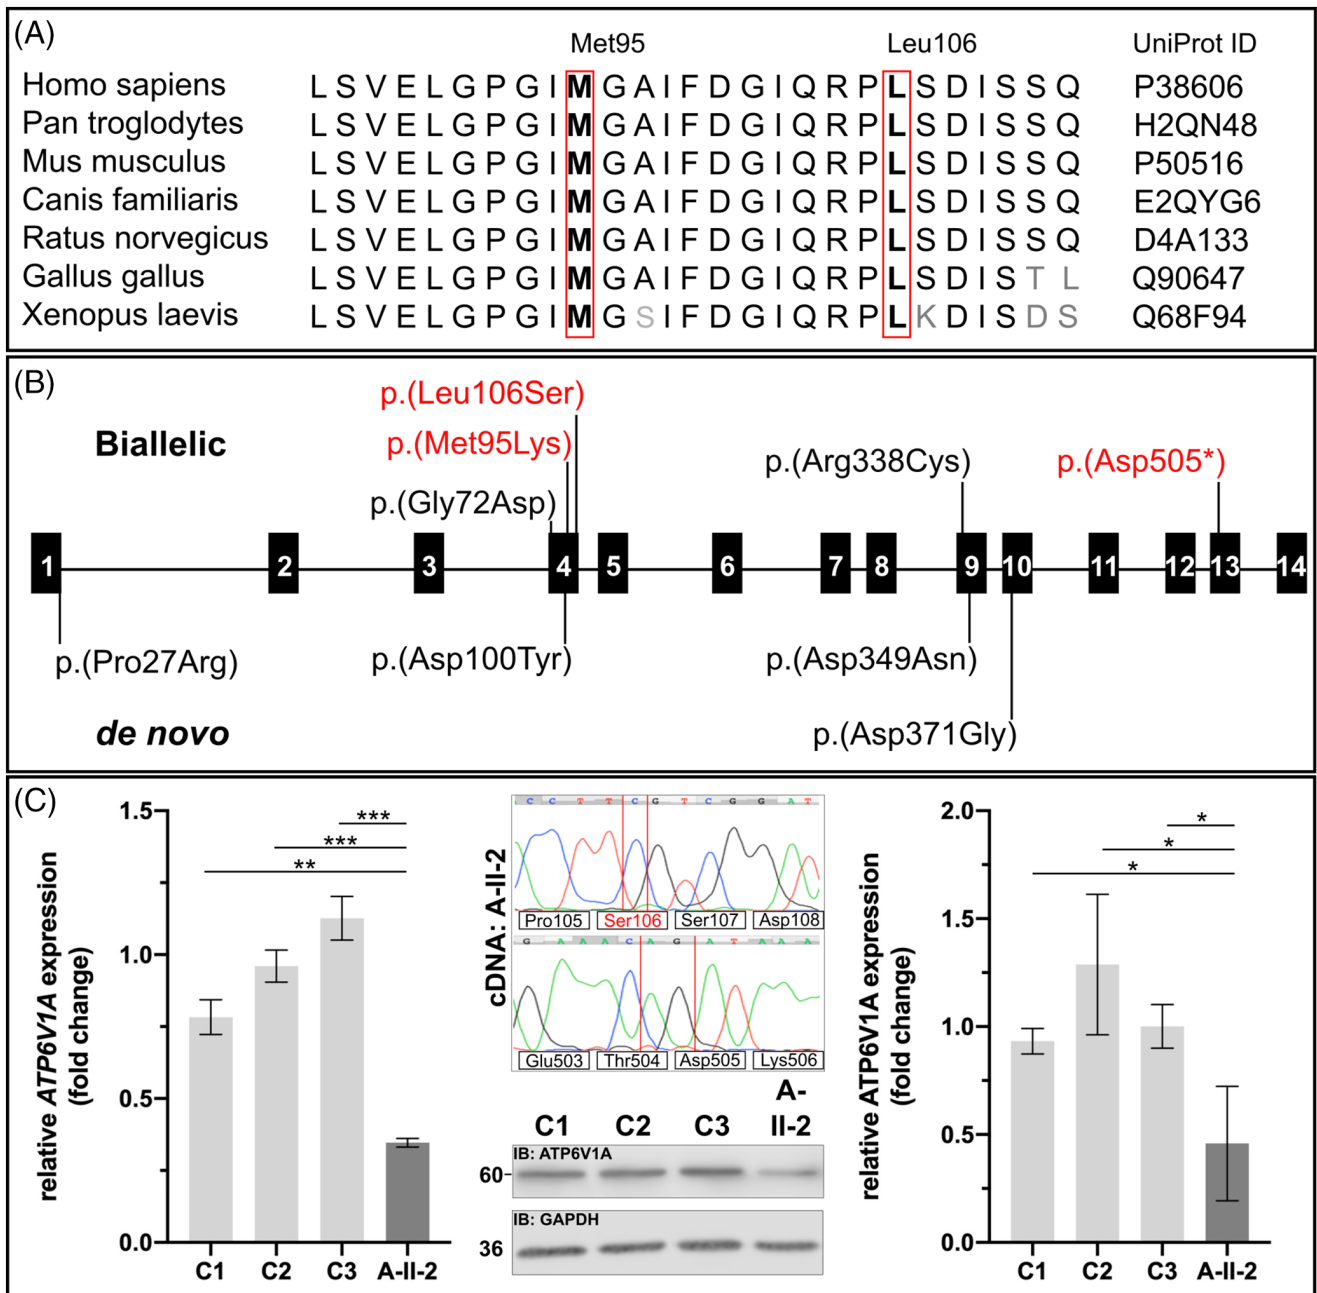 (A)
Met95 Leu106 UniProt ID
Homo sapiens L S V E L G P G I M G A I F D G I Q R P L S D I S S Q P38606
Pan troglodytes L S V E L G P G I M G A I F D G I Q R P L S D I S S Q H2QN48
Mus musculus L S V E L G P G I M G A I F D G I Q R P L S D I S S Q P50516
Canis familiaris L S V E L G P G I M G A I F D G I Q R P L S D I S S Q E2QYG6
Ratus norvegicus L S V E L G P G I M G A I F D G I Q R P L S D I S S Q D4A133
Gallus gallus L S V E L G P G I M G A I F D G I Q R P L S D I S T L Q90647
Xenopus laevis L S V E L G P G I M G S I F D G I Q R P L K D I S D S Q68F94
(B)
Biallelic
p.(Leu106Ser)
p.(Met95Lys)
p.(Gly72Asp)
p.(Arg338Cys)
p.(Asp505*)
1 2 3 4 5 6 7 8 9 10 11 12 13 14
p.(Pro27Arg)
p.(Asp100Tyr)
p.(Asp349Asn)
p.(Asp371Gly)
de novo
(C)
relative ATP6V1A expression
(fold change)
1.5
1.0
0.5
0.0
***
***
**
C1 C2 C3 A-II-2
cDNA: A-II-2
C C T T C G T C G G A T
Pro105 Ser106 Ser107 Asp108
G A A A C A G A T A A A
Glu503 Thr504 Asp505 Lys506
C1 C2 C3 A-
II-2
IB: ATP6V1A
60
IB: GAPDH
36
relative ATP6V1A expression
(fold change)
2.0
1.5
1.0
0.5
0.0
*
*
*
C1 C2 C3 A-II-2